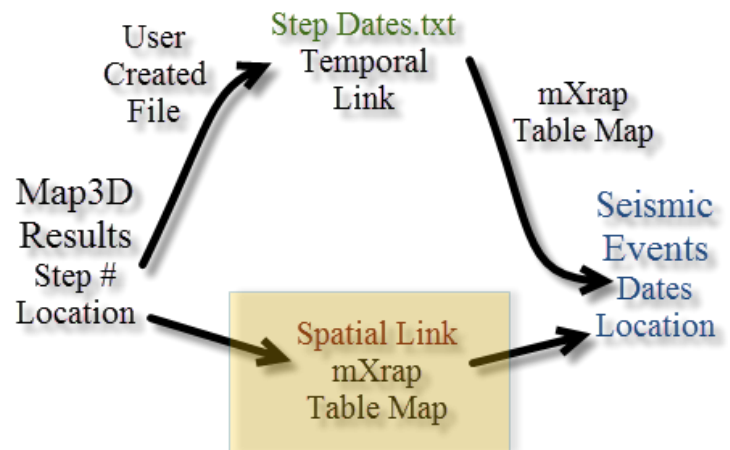 User
Created
File
Step Dates.txt
Temporal
Link
mXrap
Table Map
Map3D
Results
Step #
Location
Seismic
Events
Dates
Location
Spatial Link
mXrap
Table Map